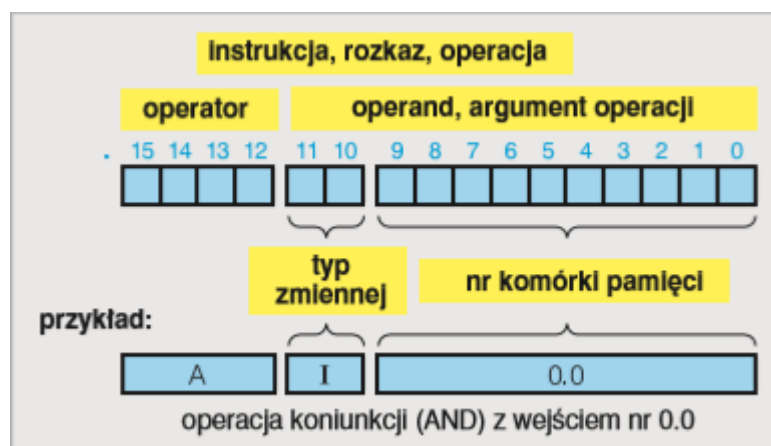 instrukcja, rozkaz, operacja
operator operand, argument operacji
. 15 14 13 12 11 10 9 8 7 6 5 4 3 2 1 0
typ
zmiennej
nr komórki pamięci
przykład:
A I 0.0
operacja koniunkcji (AND) z wejściem nr 0.0